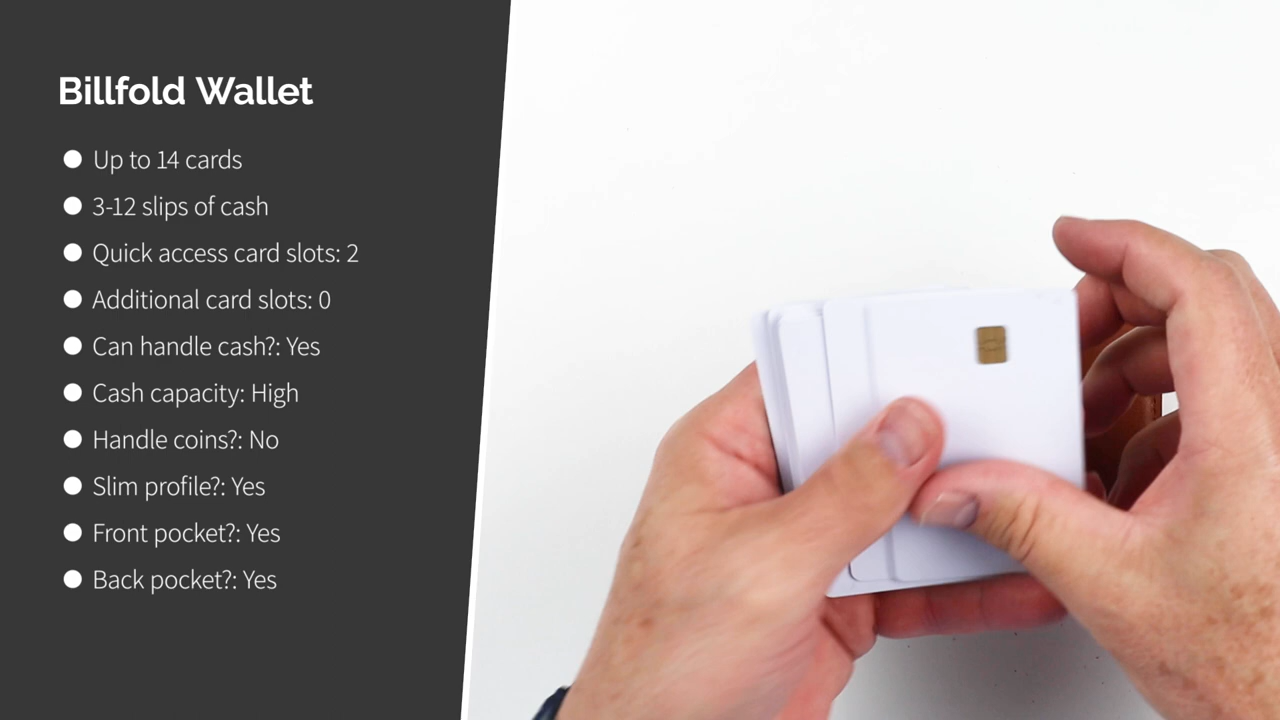 Billfold Wallet
Up to 14 cards
3-12 slips of cash
Quick access card slots: 2
Additional card slots: 0
Can handle cash?: Yes
Cash capacity: High
Handle coins?: No
Slim profile?: Yes
Front pocket?: Yes
Back pocket?: Yes